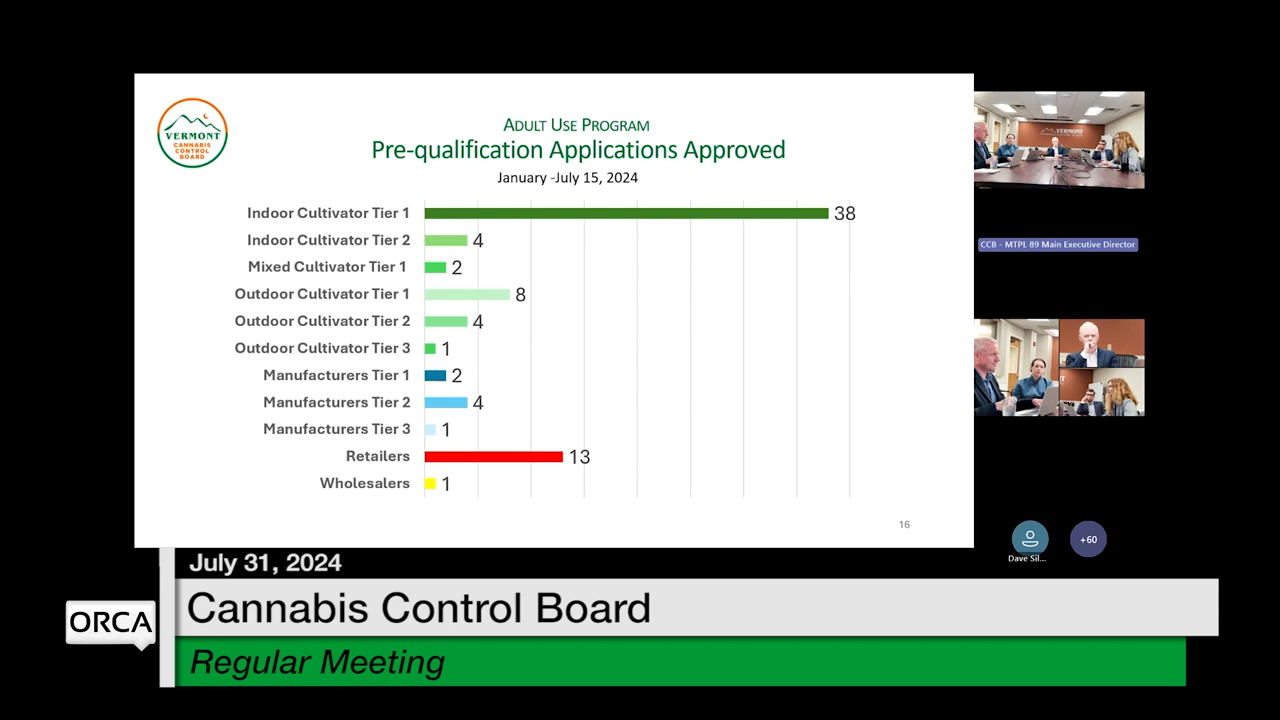 VERMONT
CANNABIS
CONTROL
BOARD
ADULT USE PROGRAM
Pre-qualification Applications Approved
January -July 15, 2024
Indoor Cultivator Tier 1 38
Indoor Cultivator Tier 2 4
Mixed Cultivator Tier 1 2
Outdoor Cultivator Tier 1 8
Outdoor Cultivator Tier 2 4
Outdoor Cultivator Tier 3 1
Manufacturers Tier 1 2
Manufacturers Tier 2 4
Manufacturers Tier 3 1
Retailers 13
Wholesalers 1
16
VERMONT
CCB - MTPL 89 Main Executive Director
+60
Dave Sil...
July 31, 2024
ORCA
Cannabis Control Board
Regular Meeting